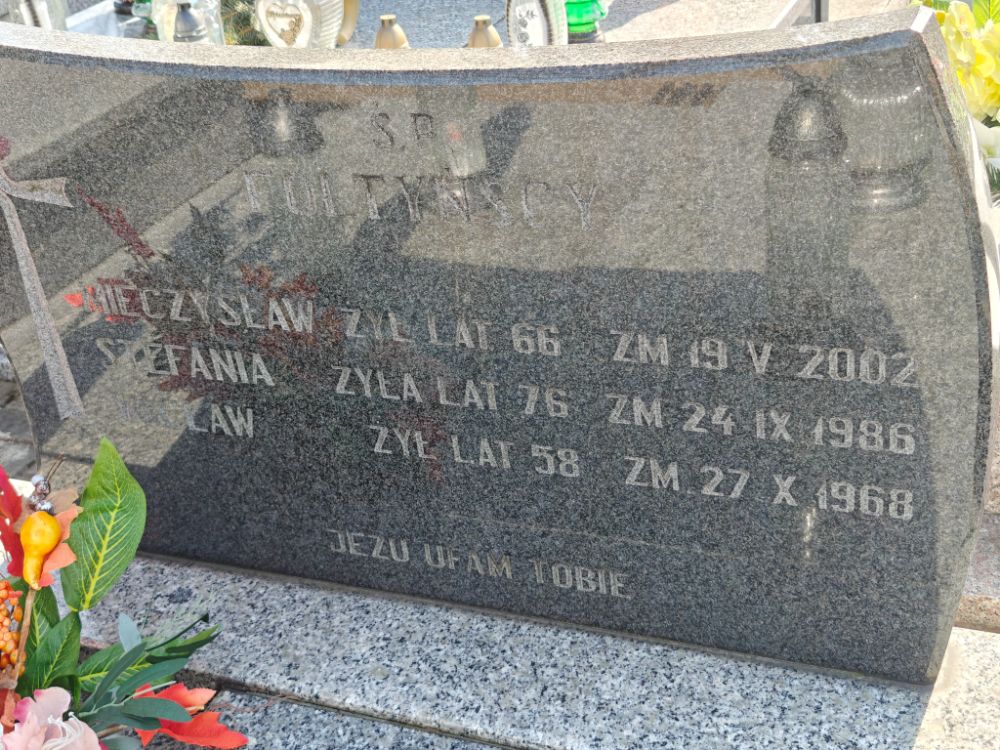 Ś.P.
FULTYŃSCY
MIECZYSŁAW ŻYŁ LAT 66 ZM 19 V 2002
STEFANIA ŻYŁA LAT 76 ZM 24 IX 1986
ŻYŁ LAT 58 ZM. 27 X 1968
JEZU UFAM TOBIE